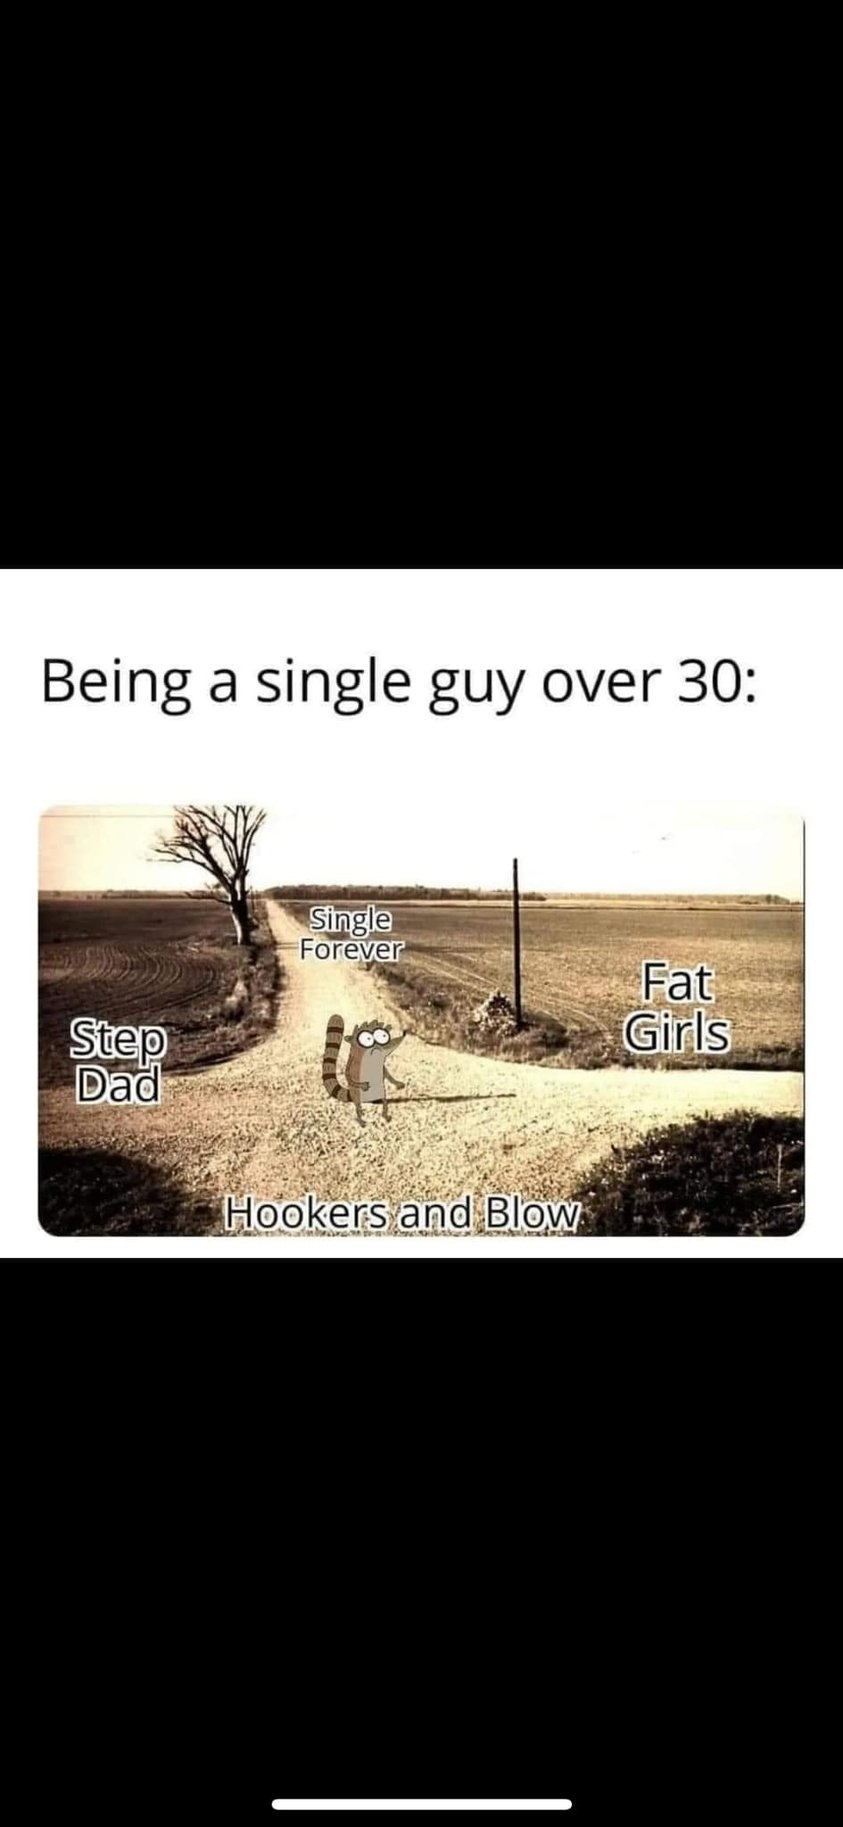 Being a single guy over 30:
Single
Forever
Fat
Girls
Step
Dad
Hookers and Blow